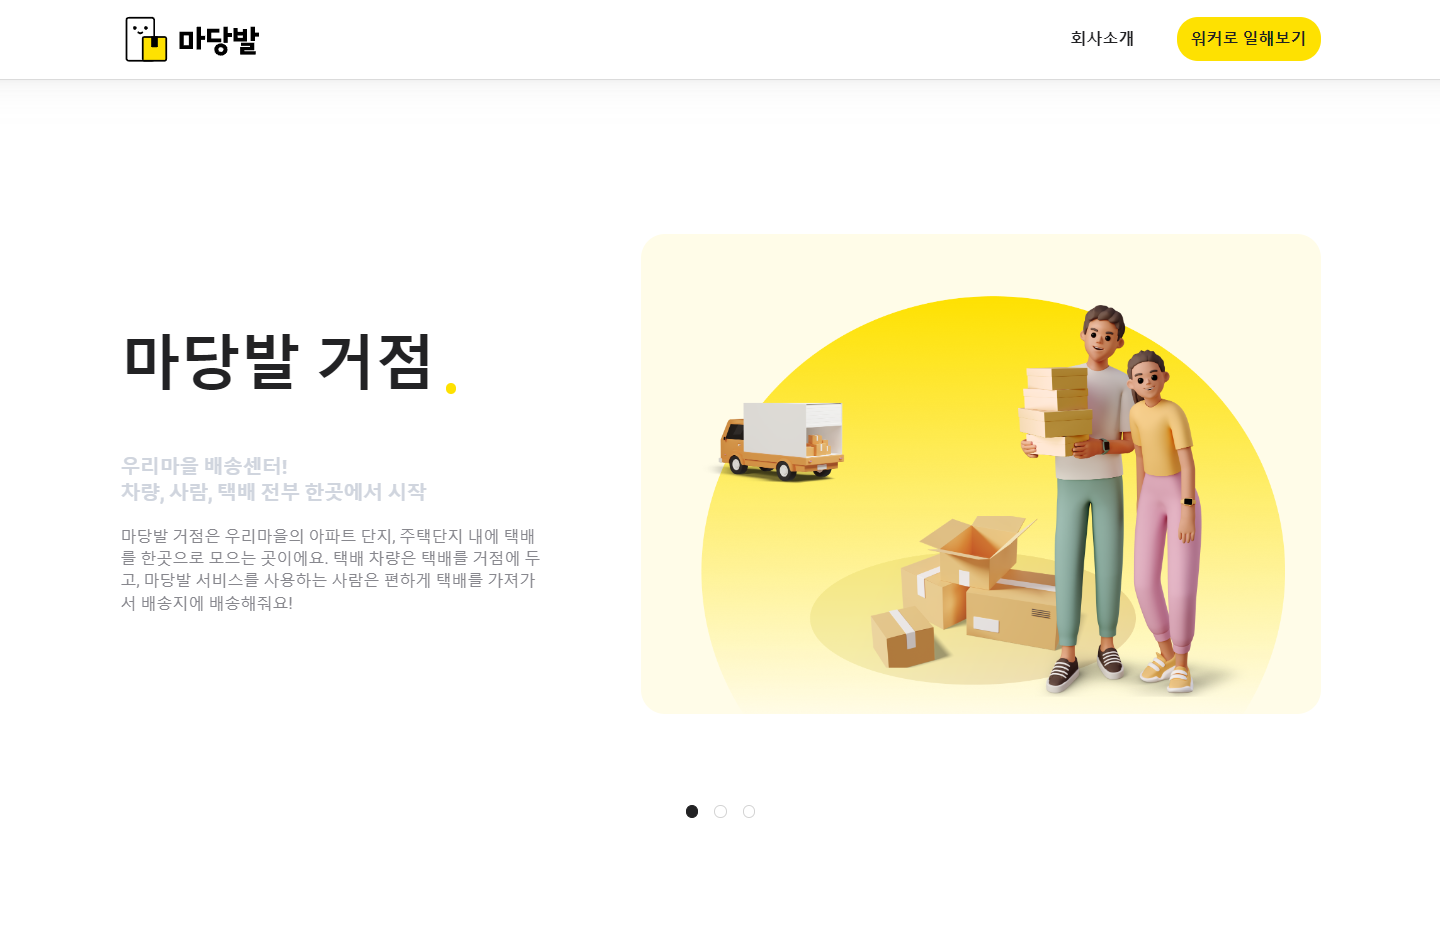 마당발
회사소개
워커로 일해보기
마당발 거점.
우리마을 배송센터!
차량, 사람, 택배 전부 한곳에서 시작
마당발 거점은 우리마을의 아파트 단지, 주택단지 내에 택배
를 한곳으로 모으는 곳이에요. 택배 차량은 택배를 거점에 두
고, 마당발 서비스를 사용하는 사람은 편하게 택배를 가져가
서 배송지에 배송해줘요!